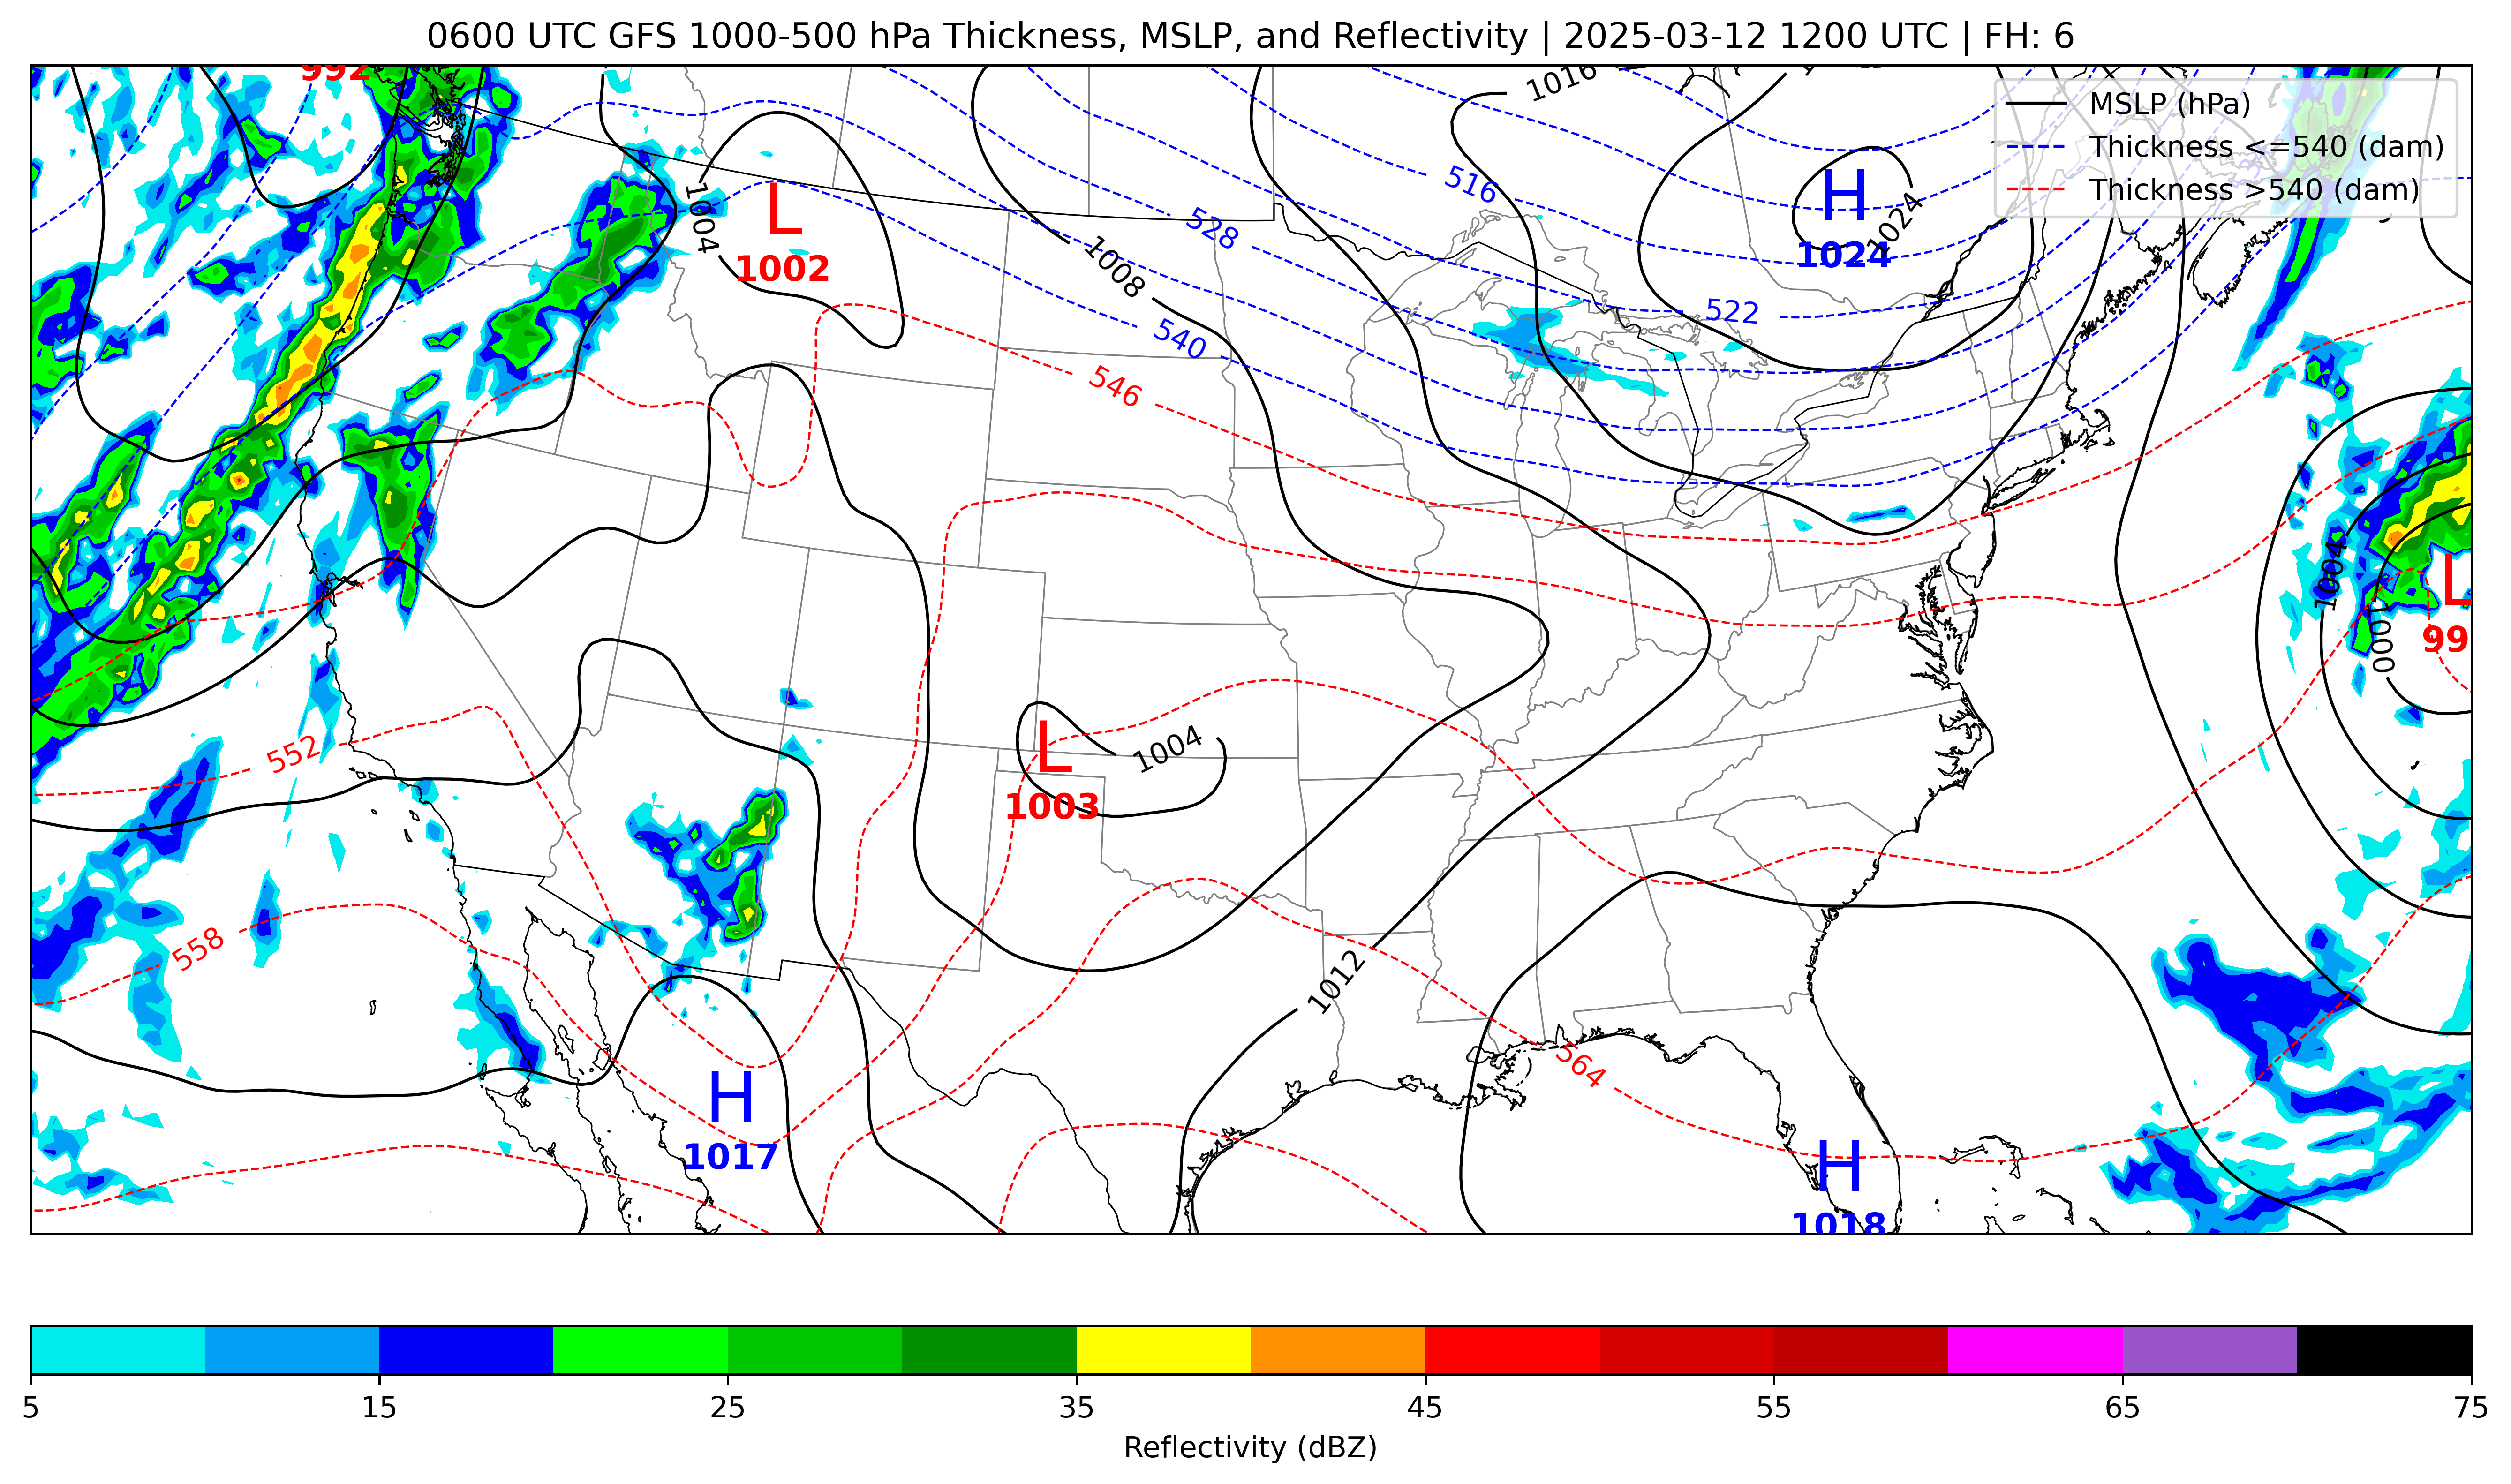 0600 UTC GFS 1000-500 hPa Thickness, MSLP, and Reflectivity | 2025-03-12 1200 UTC | FH: 6
992
1016
MSLP (hPa)
Thickness <=540 (dam)
Thickness >540 (dam)
516
H
1024
1024
L
1002
1004
528
1008
522
540
546
1004
1000
L
99
552
L
1003
1004
558
1012
564
H
1017
H
1018
5 15 25 35 45 55 65 75
Reflectivity (dBZ)